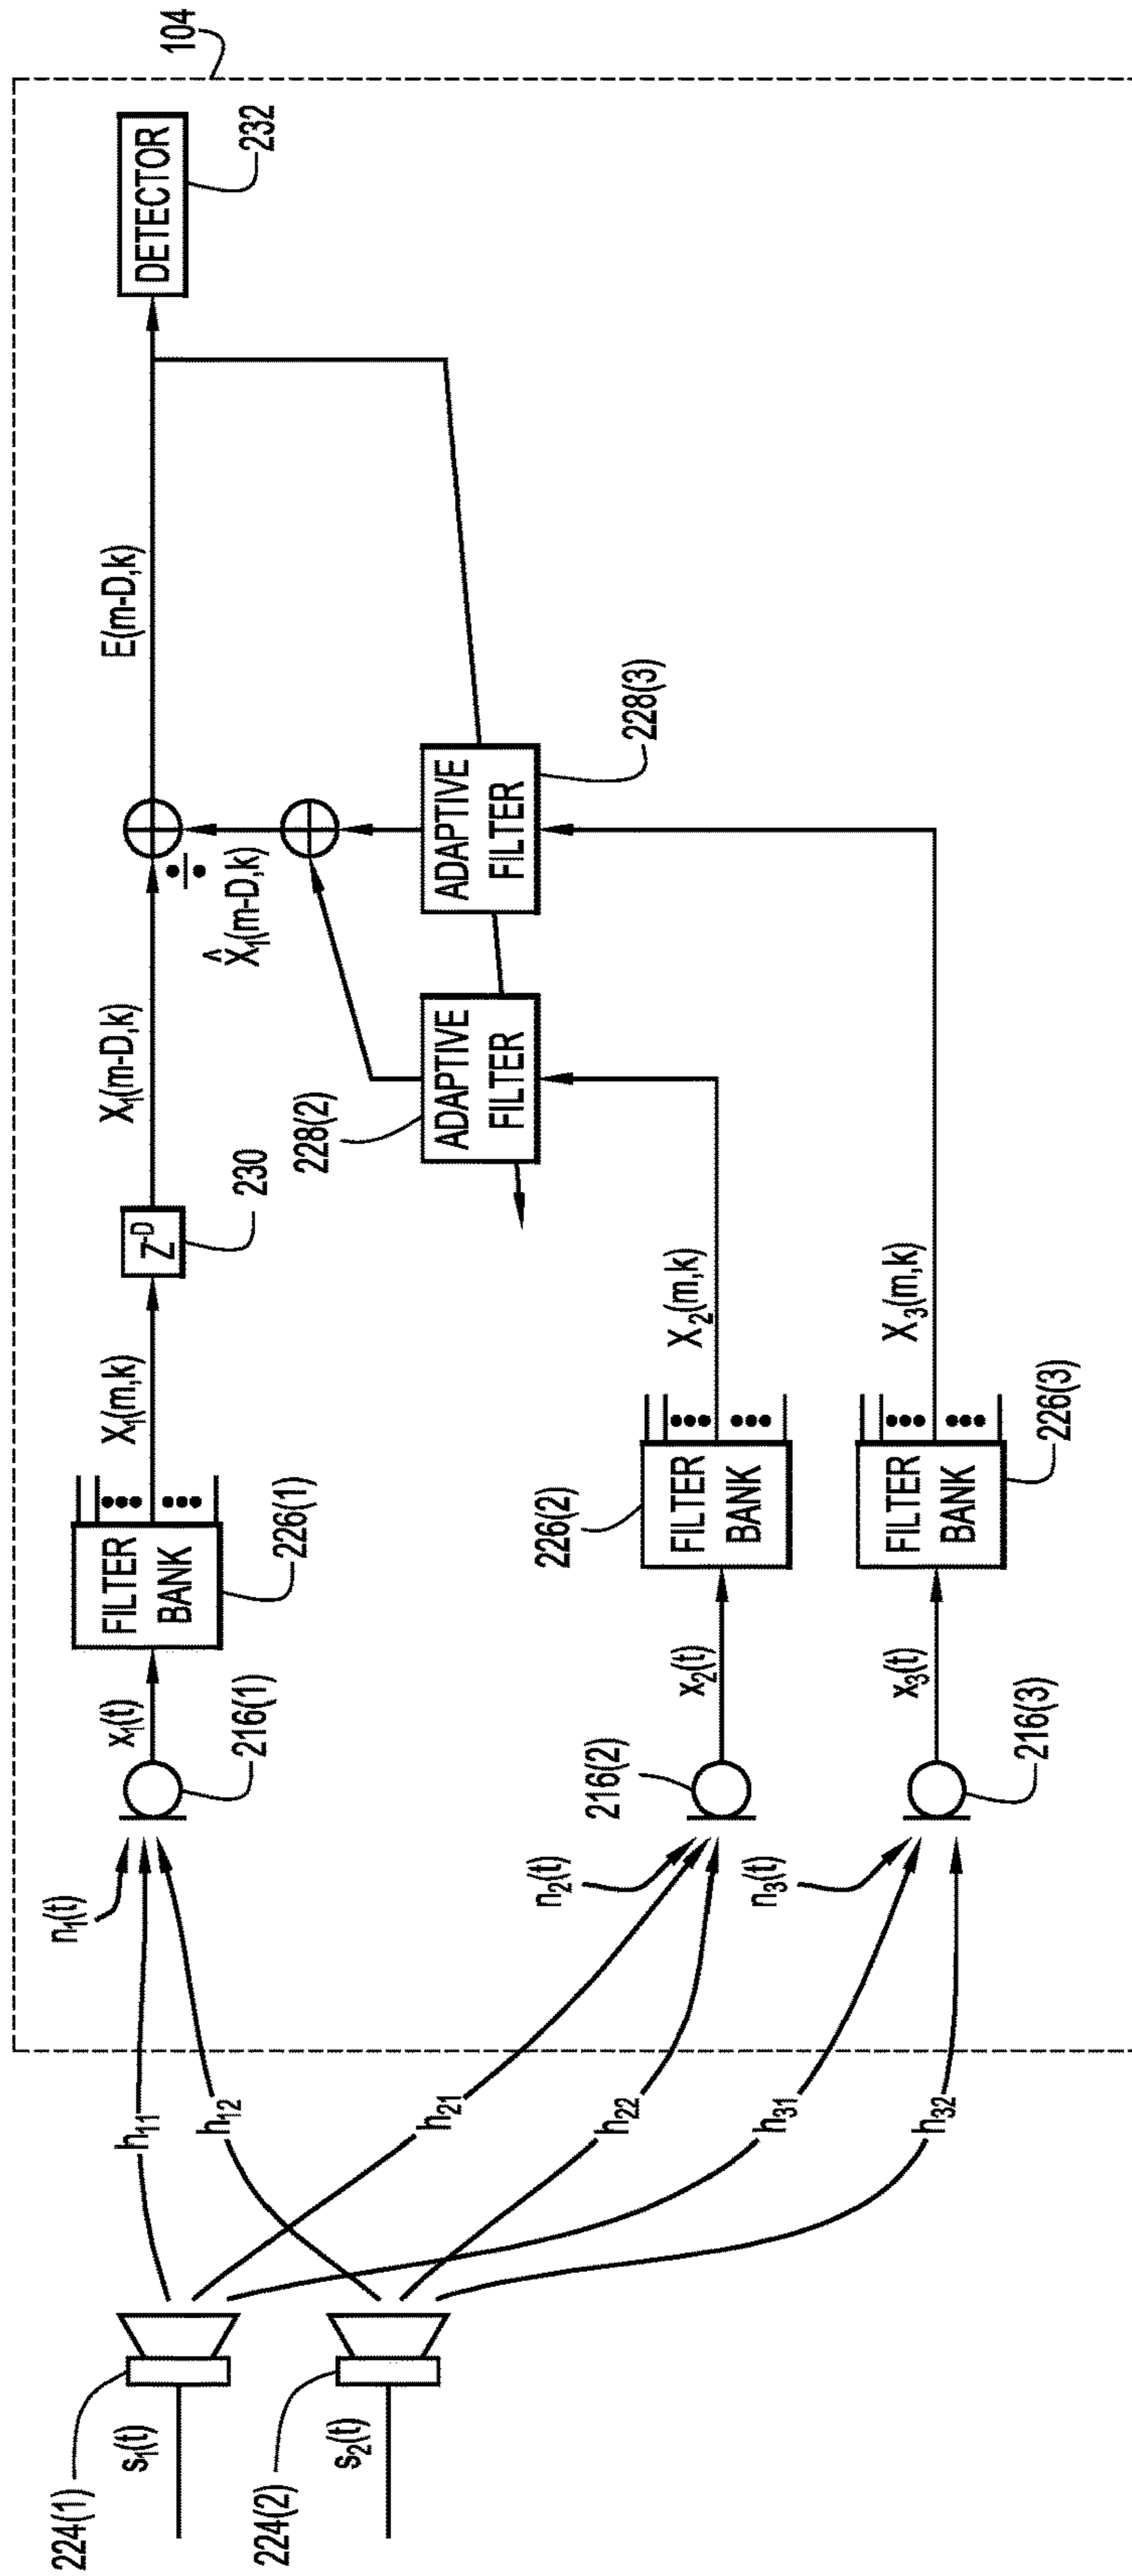 224(1)
s₁(t)
224(2)
s₂(t)
h₁₁
h₁₂
h₂₁
h₂₂
h₃₁
h₃₂
n₁(t)
216(1)
x₁(t)
FILTER
BANK
226(1)
X₁(m,k)
Z⁻ᴰ
230
X₁(m-D,k)
X̂₁(m-D,k)
E(m-D,k)
DETECTOR
232
104
228(2)
ADAPTIVE
FILTER
ADAPTIVE
FILTER
228(3)
n₂(t)
216(2)
x₂(t)
226(2)
FILTER
BANK
X₂(m,k)
n₃(t)
216(3)
x₃(t)
FILTER
BANK
226(3)
X₃(m,k)